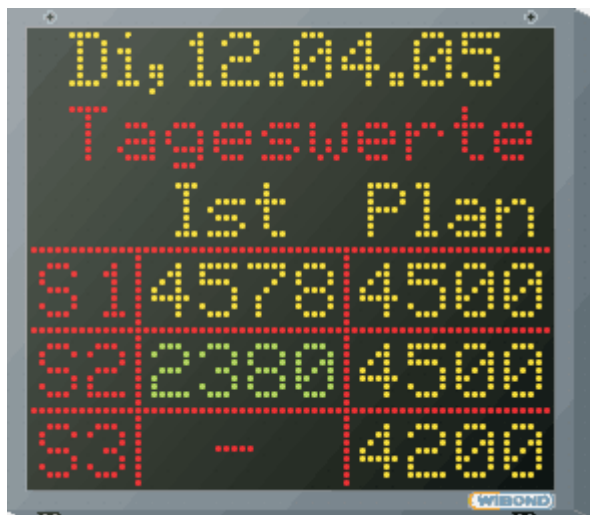 Di,12.04.05
Tageswerte
Ist Plan
S1 4578 4500
S2 2380 4500
S3 - 4200
WIBOND